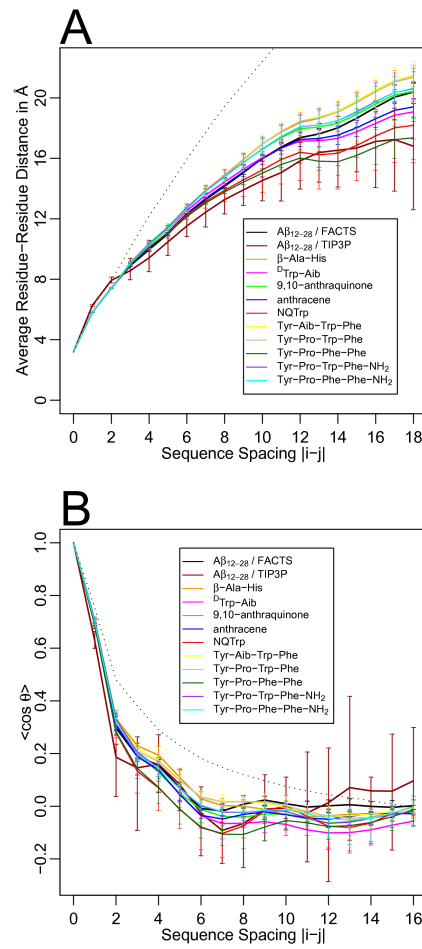 A
Average Residue−Residue Distance in Å
20
16
12
8
4
0
Aβ12−28 / FACTS
Aβ12−28 / TIP3P
β−Ala−His
DTrp−Aib
9,10−anthraquinone
anthracene
NQTrp
Tyr−Aib−Trp−Phe
Tyr−Pro−Trp−Phe
Tyr−Pro−Phe−Phe
Tyr−Pro−Trp−Phe−NH2
Tyr−Pro−Phe−Phe−NH2
0 2 4 6 8 10 12 14 16 18
Sequence Spacing |i−j|
B
<cos θ>
1.0
0.8
0.6
0.4
0.2
0.0
−0.2
Aβ12−28 / FACTS
Aβ12−28 / TIP3P
β−Ala−His
DTrp−Aib
9,10−anthraquinone
anthracene
NQTrp
Tyr−Aib−Trp−Phe
Tyr−Pro−Trp−Phe
Tyr−Pro−Phe−Phe
Tyr−Pro−Trp−Phe−NH2
Tyr−Pro−Phe−Phe−NH2
0 2 4 6 8 10 12 14 16
Sequence Spacing |i−j|